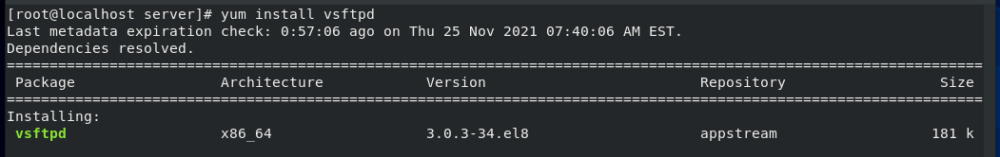 [root@localhost server]# yum install vsftpd
Last metadata expiration check: 0:57:06 ago on Thu 25 Nov 2021 07:40:06 AM EST.
Dependencies resolved.
================================================================================================================
Package Architecture Version Repository Size
================================================================================================================
Installing:
vsftpd x86_64 3.0.3-34.el8 appstream 181 k